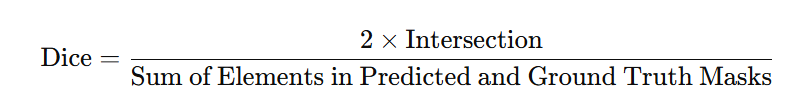 Dice = 2 × Intersection / Sum of Elements in Predicted and Ground Truth Masks